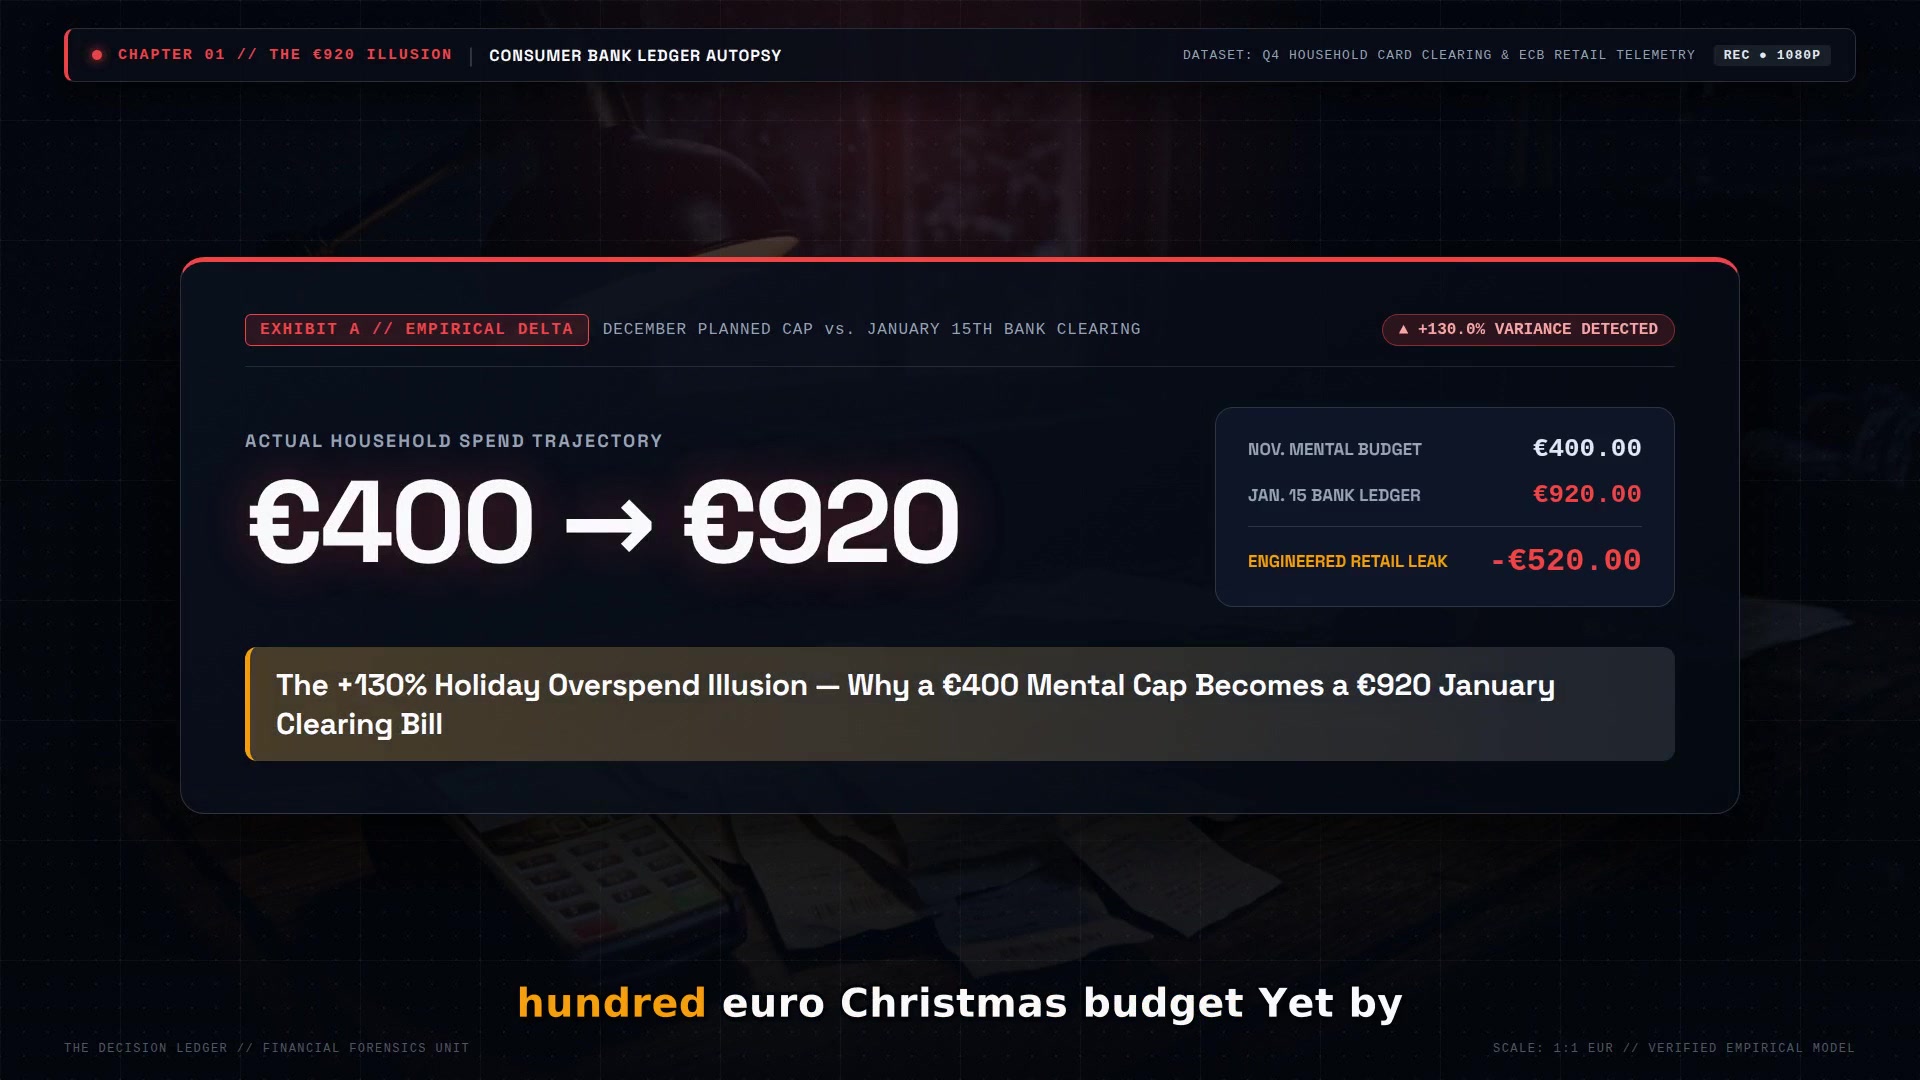 CHAPTER 01 // THE €920 ILLUSION | CONSUMER BANK LEDGER AUTOPSY
DATASET: Q4 HOUSEHOLD CARD CLEARING & ECB RETAIL TELEMETRY
REC ● 1080P
EXHIBIT A // EMPIRICAL DELTA
DECEMBER PLANNED CAP vs. JANUARY 15TH BANK CLEARING
▲ +130.0% VARIANCE DETECTED
ACTUAL HOUSEHOLD SPEND TRAJECTORY
€400 → €920
NOV. MENTAL BUDGET €400.00
JAN. 15 BANK LEDGER €920.00
ENGINEERED RETAIL LEAK -€520.00
The +130% Holiday Overspend Illusion — Why a €400 Mental Cap Becomes a €920 January
Clearing Bill
hundred euro Christmas budget Yet by
THE DECISION LEDGER // FINANCIAL FORENSICS UNIT
SCALE: 1:1 EUR // VERIFIED EMPIRICAL MODEL